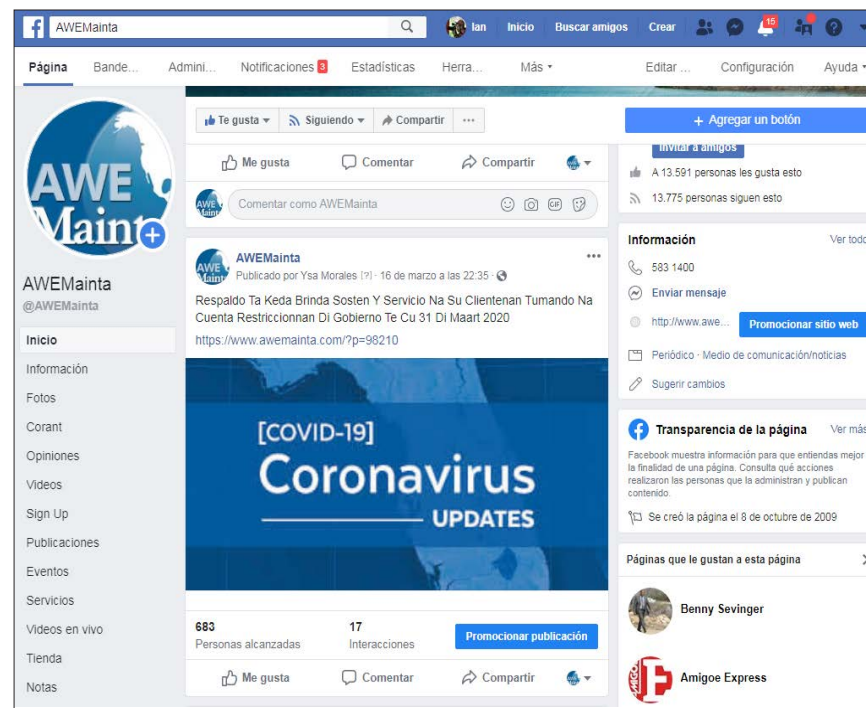 AWEMainta
Ian
Inicio
Buscar amigos
Crear
15
Página
Bande...
Admini...
Notificaciones 3
Estadísticas
Herra...
Más
Editar ...
Configuración
Ayuda
AWE
Mainta
AWEMainta
@AWEMainta
Inicio
Información
Fotos
Corant
Opiniones
Videos
Sign Up
Publicaciones
Eventos
Servicios
Videos en vivo
Tienda
Notas
Te gusta
Siguiendo
Compartir
Me gusta
Comentar
Compartir
Comentar como AWEMainta
GIF
AWEMainta
Publicado por Ysa Morales [?] · 16 de marzo a las 22:35 ·
Respaldo Ta Keda Brinda Sosten Y Servicio Na Su Clientenan Tumando Na
Cuenta Restriccionnan Di Gobierno Te Cu 31 Di Maart 2020
https://www.awemainta.com/?p=98210
[COVID-19]
Coronavirus
UPDATES
683
Personas alcanzadas
17
Interacciones
Promocionar publicación
Me gusta
Comentar
Compartir
+ Agregar un botón
Invitar a amigos
A 13.591 personas les gusta esto
13.775 personas siguen esto
Información
Ver todo
583 1400
Enviar mensaje
http://www.awe...
Promocionar sitio web
Periódico · Medio de comunicación/noticias
Sugerir cambios
Transparencia de la página
Ver más
Facebook muestra información para que entiendas mejor
la finalidad de una página. Consulta qué acciones
realizaron las personas que la administran y publican
contenido.
Se creó la página el 8 de octubre de 2009
Páginas que le gustan a esta página
Benny Sevinger
AMIGOE
Amigoe Express